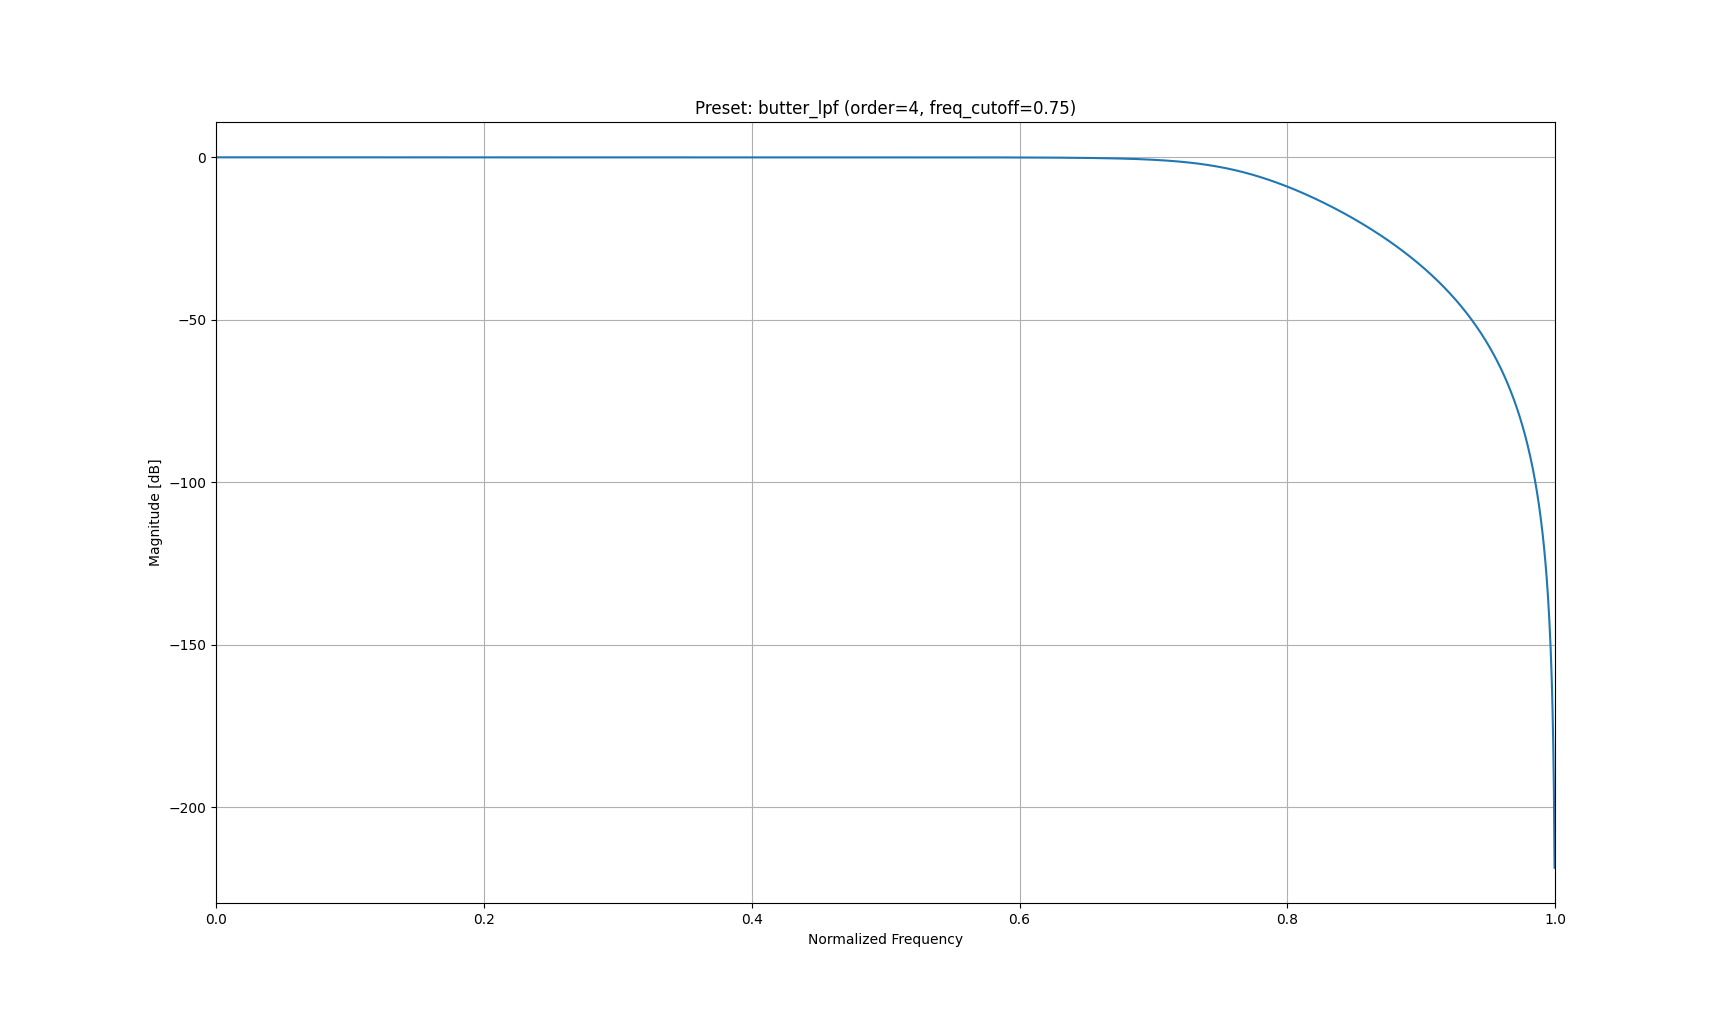 Preset: butter_lpf (order=4, freq_cutoff=0.75)
0
−50
−100
−150
−200
Magnitude [dB]
0.0 0.2 0.4 0.6 0.8 1.0
Normalized Frequency